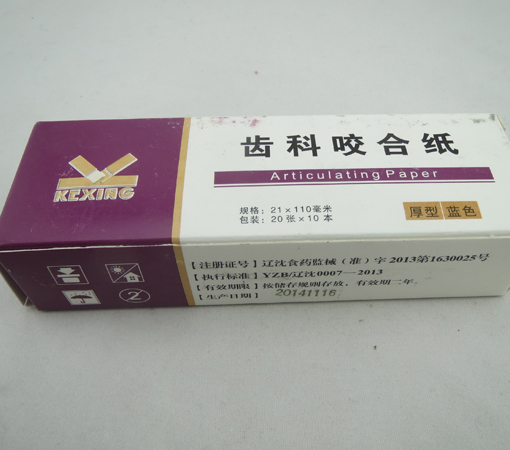 齿科咬合纸
Articulating Paper
KEXING
规格：21×110毫米
包装：20张×10本
厚型 蓝色
【注册证号】辽沈食药监械（准）字2013第1630025号
【执行标准】YZB/辽沈0007—2013
【有效期限】按储存规则存放，有效期二年。
【生产日期】20141116
2